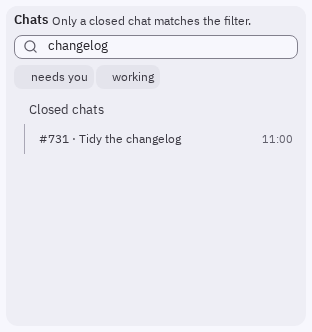 Chats Only a closed chat matches the filter.
changelog
needs you working
Closed chats
#731 · Tidy the changelog 11:00